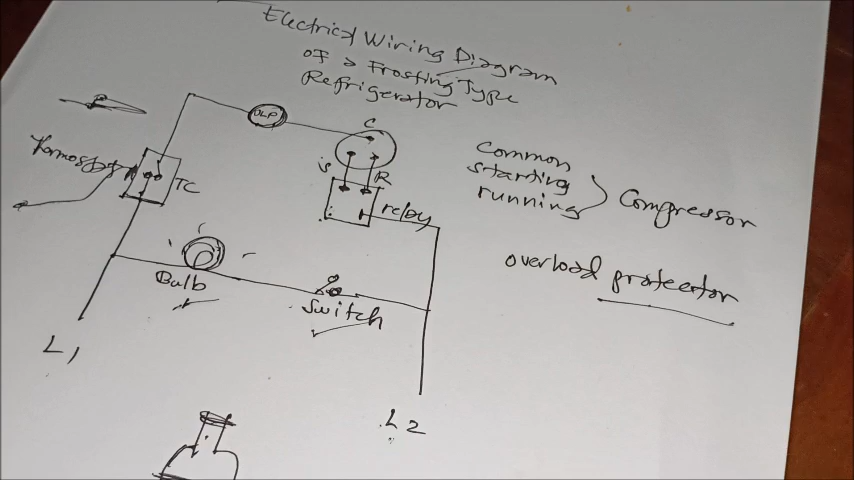 Electrical Wiring Diagram
of a Frosting Type
Refrigerator
OLP
C
S
R
TC
relay
Common
starting
running
Compressor
overload protector
Bulb
Switch
L1
L2